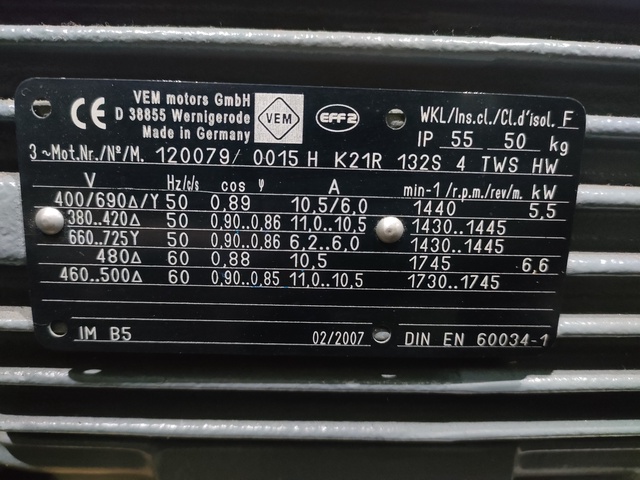 CE VEM motors GmbH
D 38855 Wernigerode
Made in Germany
VEM
EFF2
WKL/Ins.cl./Cl.d'isol. F
IP 55 50 kg
3~Mot.Nr./Nº/M. 120079/ 0015 H K21R 132S 4 TWS HW
V Hz/c/s cos φ A min-1 /r.p.m./rev/m. kW
400/690Δ/Y 50 0,89 10,5/6,0 1440 5,5
380..420Δ 50 0,90..0,86 11,0..10,5 1430..1445
660..725Y 50 0,90..0,86 6,2..6,0 1430..1445
480Δ 60 0,88 10,5 1745 6,6
460..500Δ 60 0,90..0,85 11,0..10,5 1730..1745
IM B5 02/2007 DIN EN 60034-1